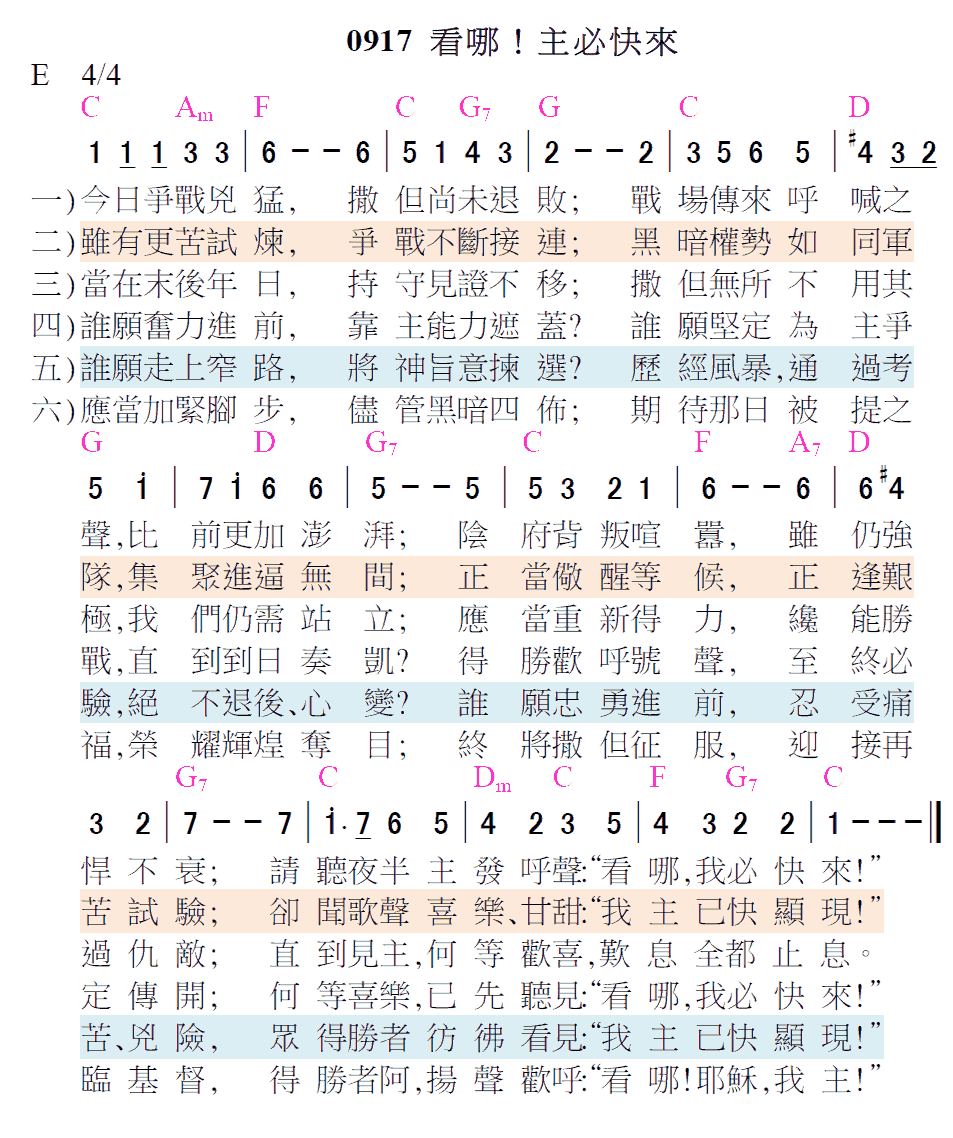 0917 看哪！主必快來
E 4/4
C Am F C G7 G C D
1 1 1 3 3 | 6 － － 6 | 5 1 4 3 | 2 － － 2 | 3 5 6 5 | #4 3 2
一)今日爭戰兇猛，撒但尚未退敗；戰場傳來呼喊之
二)雖有更苦試煉，爭戰不斷接連；黑暗權勢如同軍
三)當在末後年日，持守見證不移；撒但無所不用其
四)誰願奮力進前，靠主能力遮蓋？誰願堅定為主爭
五)誰願走上窄路，將神旨意揀選？歷經風暴，通過考
六)應當加緊腳步，儘管黑暗四佈；期待那日被提之
G D G7 C F A7 D
5 i | 7 i 6 6 | 5 － － 5 | 5 3 2 1 | 6 － － 6 | 6 #4
聲，比前更加澎湃；陰府背叛喧囂，雖仍強
隊，集聚進逼無間；正當儆醒等候，正逢艱
極，我們仍需站立；應當重新得力，纔能勝
戰，直到到日奏凱？得勝歡呼號聲，至終必
驗，絕不退後、心變？誰願忠勇進前，忍受痛
福，榮耀輝煌奪目；終將撒但征服，迎接再
G7 C Dm C F G7 C
3 2 | 7 － － 7 | i· 7 6 5 | 4 2 3 5 | 4 3 2 2 | 1 － － － ‖
悍不衰；請聽夜半主發呼聲：“看哪，我必快來！”
苦試驗；卻聞歌聲喜樂、甘甜：“我主已快顯現！”
過仇敵；直到見主，何等歡喜，歎息全都止息。
定傳開；何等喜樂，已先聽見：“看哪，我必快來！”
苦、兇險，眾得勝者彷彿看見：“我主已快顯現！”
臨基督，得勝者阿，揚聲歡呼：“看哪！耶穌，我主！”